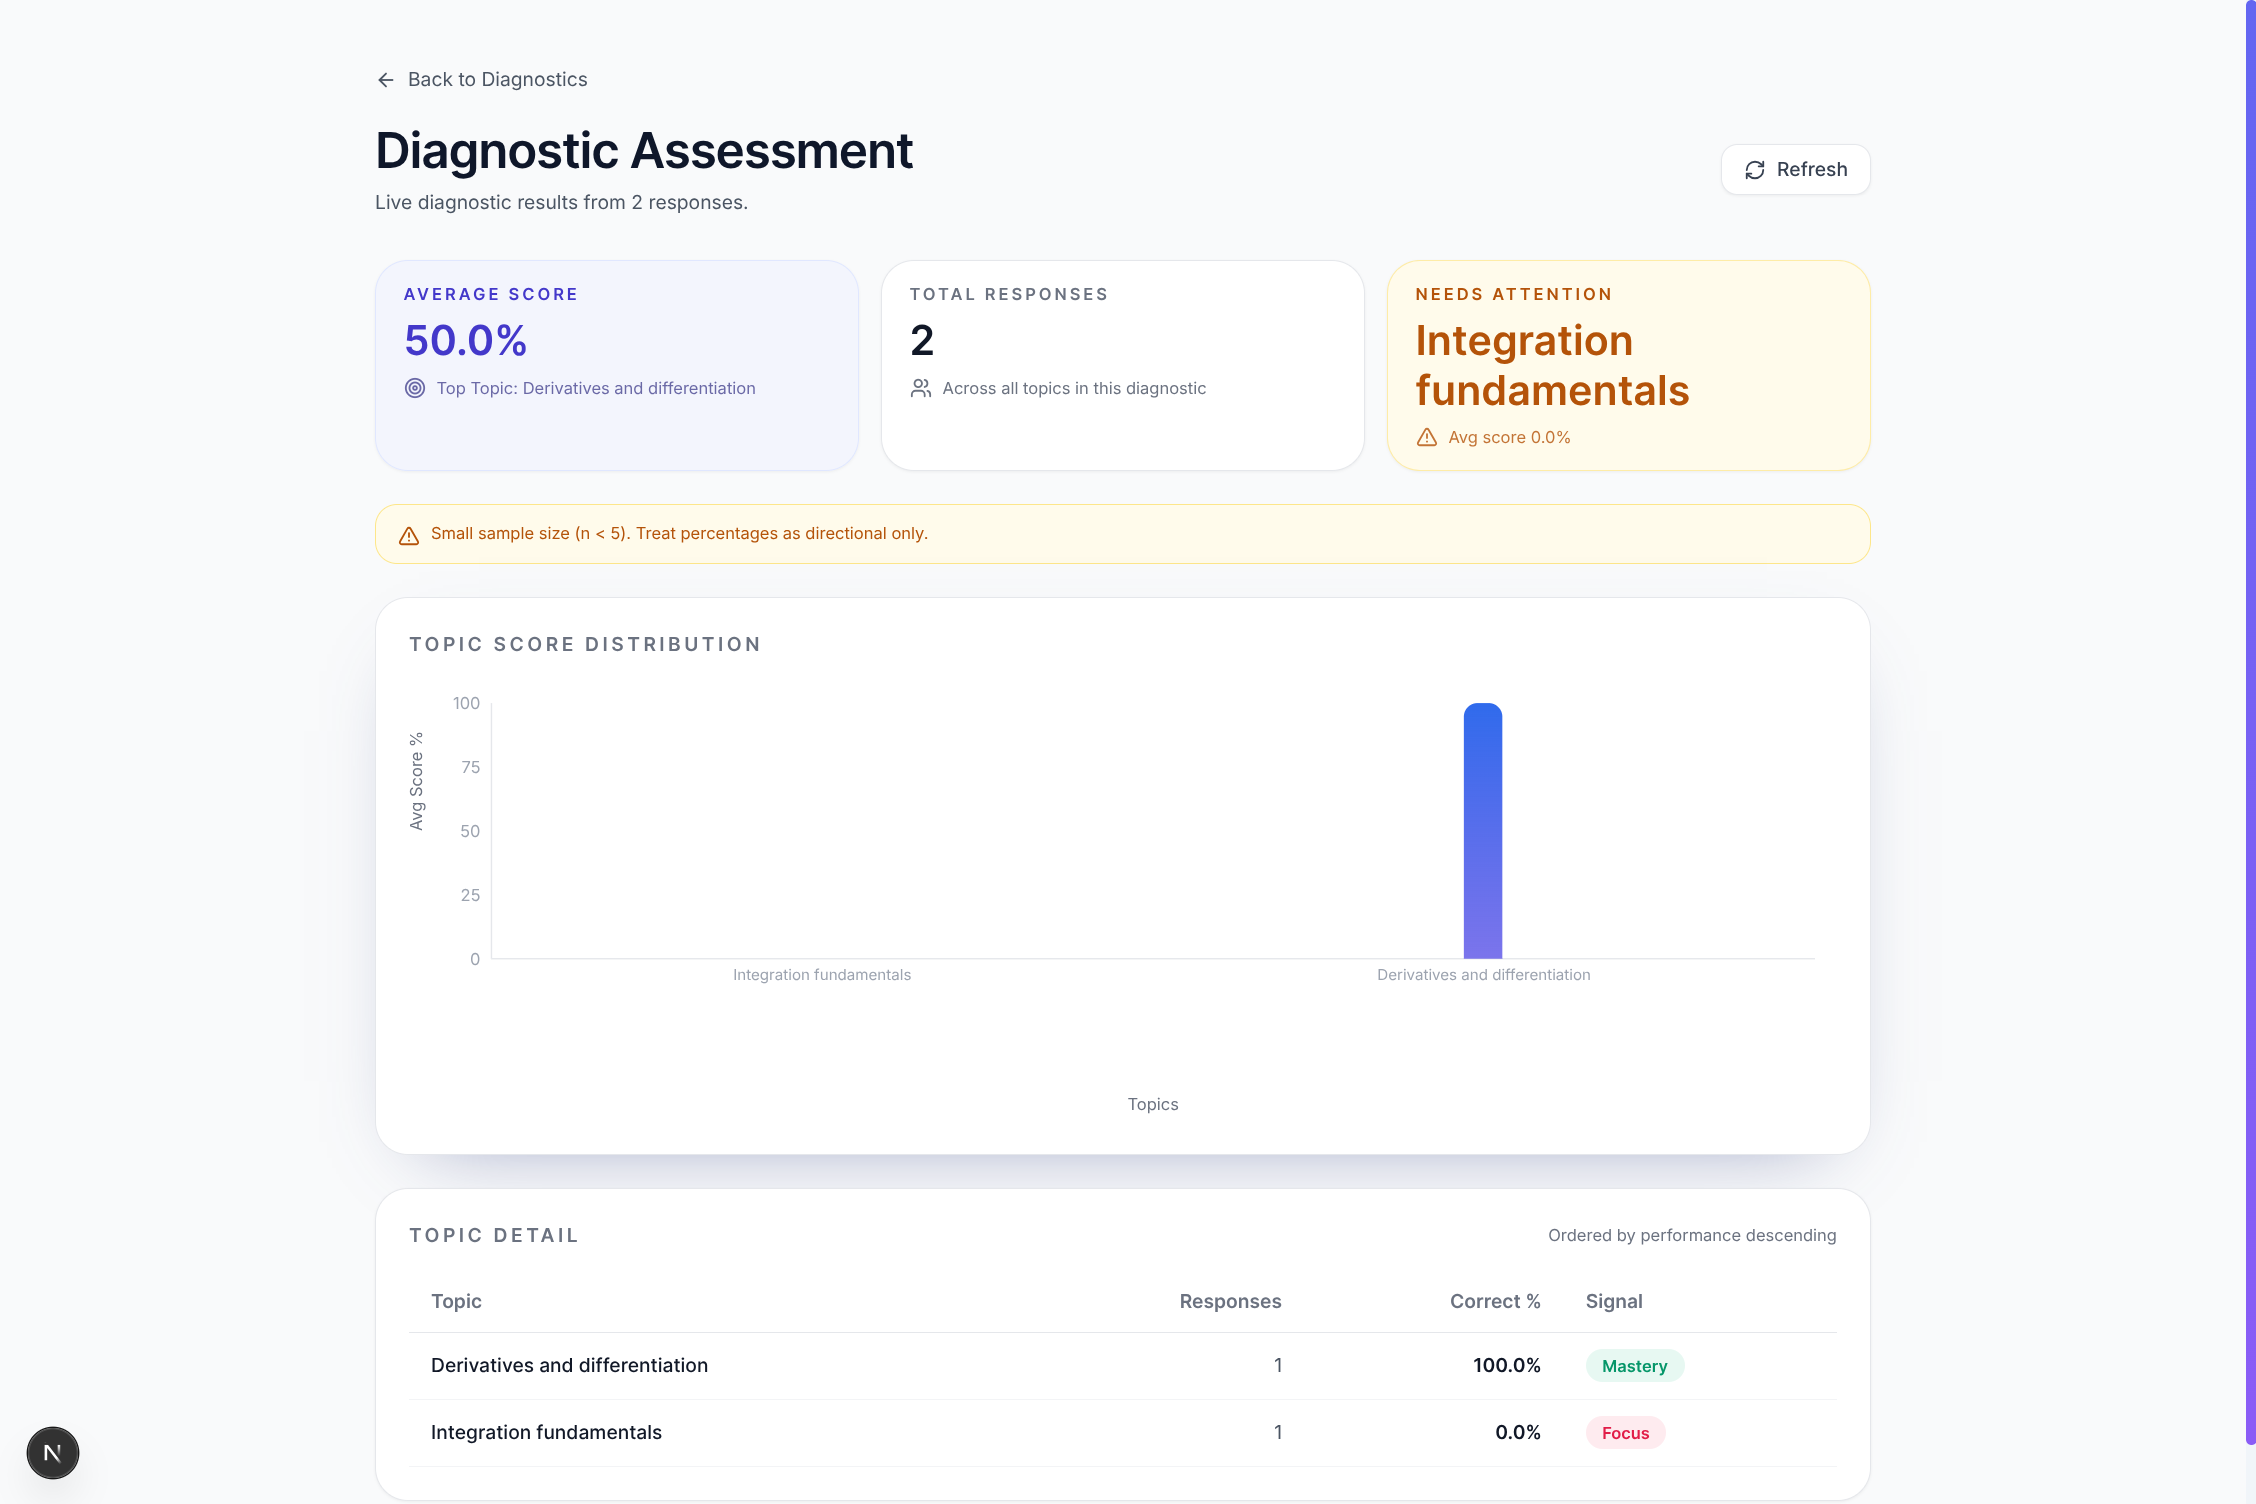 Back to Diagnostics
Diagnostic Assessment
Live diagnostic results from 2 responses.
Refresh
AVERAGE SCORE
50.0%
Top Topic: Derivatives and differentiation
TOTAL RESPONSES
2
Across all topics in this diagnostic
NEEDS ATTENTION
Integration
fundamentals
Avg score 0.0%
Small sample size (n < 5). Treat percentages as directional only.
TOPIC SCORE DISTRIBUTION
Avg Score %
100
75
50
25
0
Integration fundamentals
Derivatives and differentiation
Topics
TOPIC DETAIL
Ordered by performance descending
Topic Responses Correct % Signal
Derivatives and differentiation 1 100.0% Mastery
Integration fundamentals 1 0.0% Focus
N